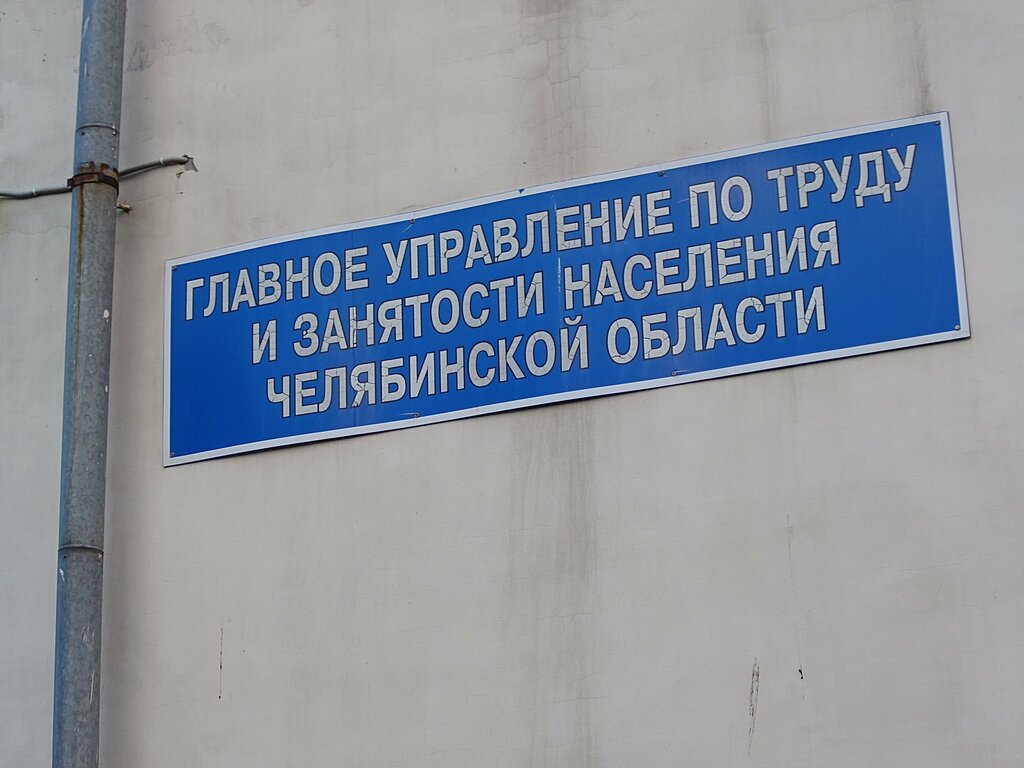 ГЛАВНОЕ УПРАВЛЕНИЕ ПО ТРУДУ
И ЗАНЯТОСТИ НАСЕЛЕНИЯ
ЧЕЛЯБИНСКОЙ ОБЛАСТИ